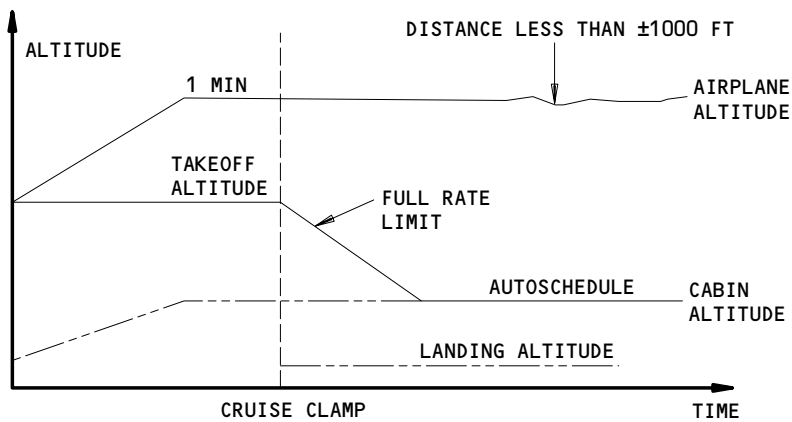 DISTANCE LESS THAN ±1000 FT
ALTITUDE
1 MIN
AIRPLANE
ALTITUDE
TAKEOFF
ALTITUDE
FULL RATE
LIMIT
AUTOSCHEDULE
CABIN
ALTITUDE
LANDING ALTITUDE
CRUISE CLAMP
TIME